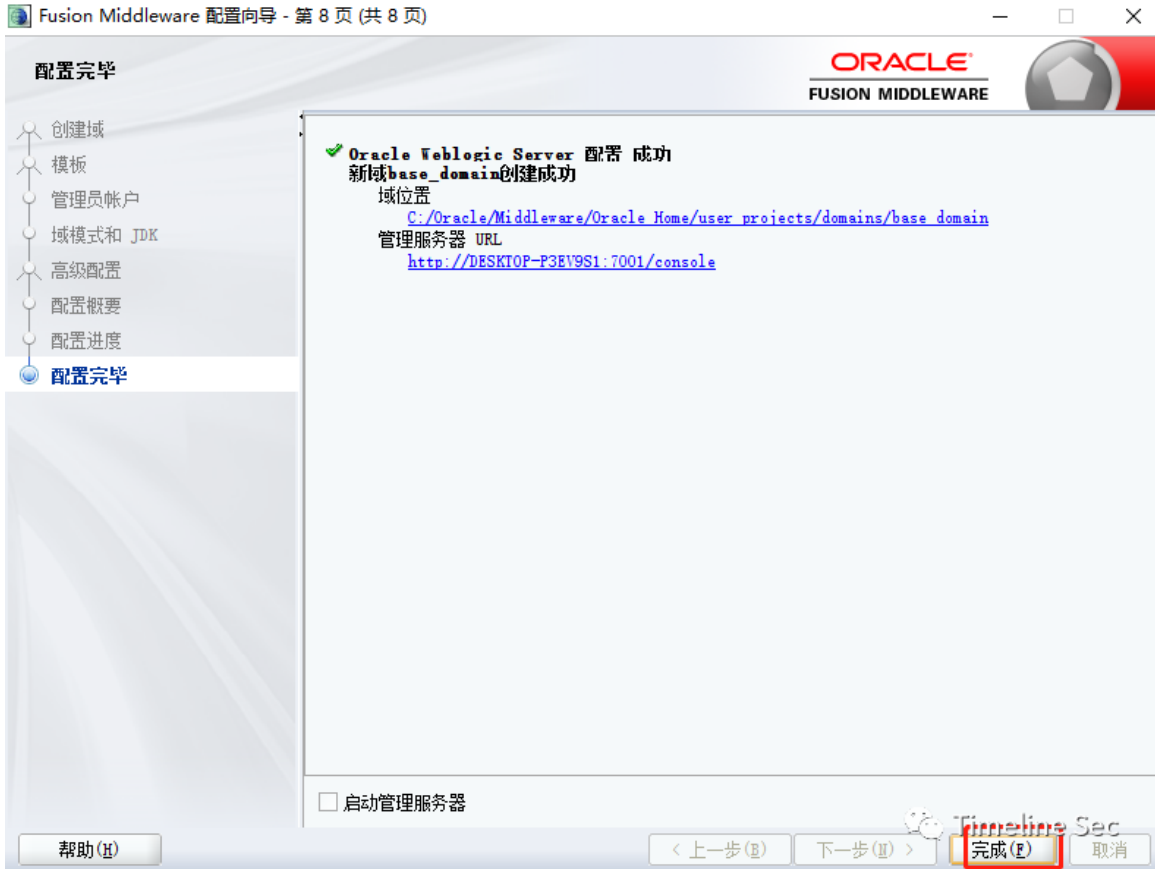 Fusion Middleware 配置向导 - 第 8 页 (共 8 页)
配置完毕
ORACLE
FUSION MIDDLEWARE
创建域
模板
管理员帐户
域模式和 JDK
高级配置
配置概要
配置进度
配置完毕
Oracle Weblogic Server 配置 成功
新域base_domain创建成功
域位置
C:/Oracle/Middleware/Oracle_Home/user_projects/domains/base_domain
管理服务器 URL
http://DESKTOP-P3EV9S1:7001/console
启动管理服务器
Timeline Sec
帮助(H)
< 上一步(B)
下一步(N) >
完成(F)
取消